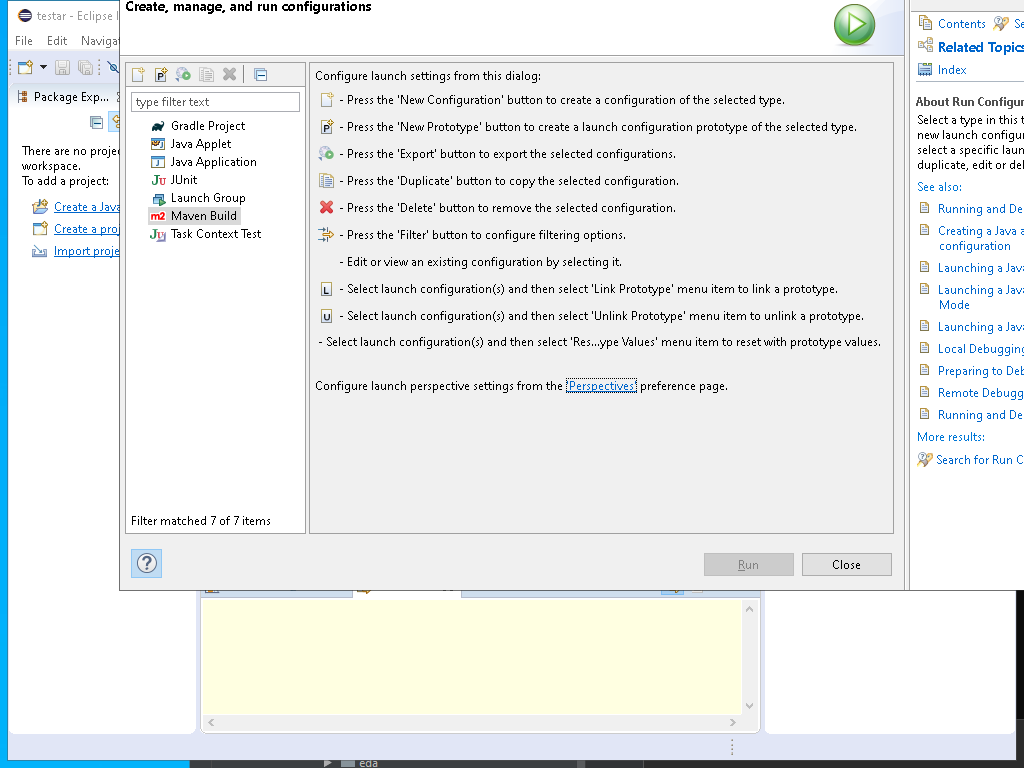 Create, manage, and run configurations
testar - Eclipse I
File Edit Naviga
Package Exp...
There are no proje
workspace.
To add a project:
Create a Java
Create a proj
Import proje
type filter text
Gradle Project
Java Applet
Java Application
JUnit
Launch Group
Maven Build
Task Context Test
Filter matched 7 of 7 items
Configure launch settings from this dialog:
- Press the 'New Configuration' button to create a configuration of the selected type.
- Press the 'New Prototype' button to create a launch configuration prototype of the selected type.
- Press the 'Export' button to export the selected configurations.
- Press the 'Duplicate' button to copy the selected configuration.
- Press the 'Delete' button to remove the selected configuration.
- Press the 'Filter' button to configure filtering options.
- Edit or view an existing configuration by selecting it.
- Select launch configuration(s) and then select 'Link Prototype' menu item to link a prototype.
- Select launch configuration(s) and then select 'Unlink Prototype' menu item to unlink a prototype.
- Select launch configuration(s) and then select 'Res...ype Values' menu item to reset with prototype values.
Configure launch perspective settings from the 'Perspectives' preference page.
Run
Close
Contents Se
Related Topics
Index
About Run Configur
Select a type in this t
new launch configu
select a specific laun
duplicate, edit or del
See also:
Running and De
Creating a Java a
configuration
Launching a Java
Launching a Java
Mode
Launching a Java
Local Debugging
Preparing to Deb
Remote Debugg
Running and De
More results:
Search for Run C
eda